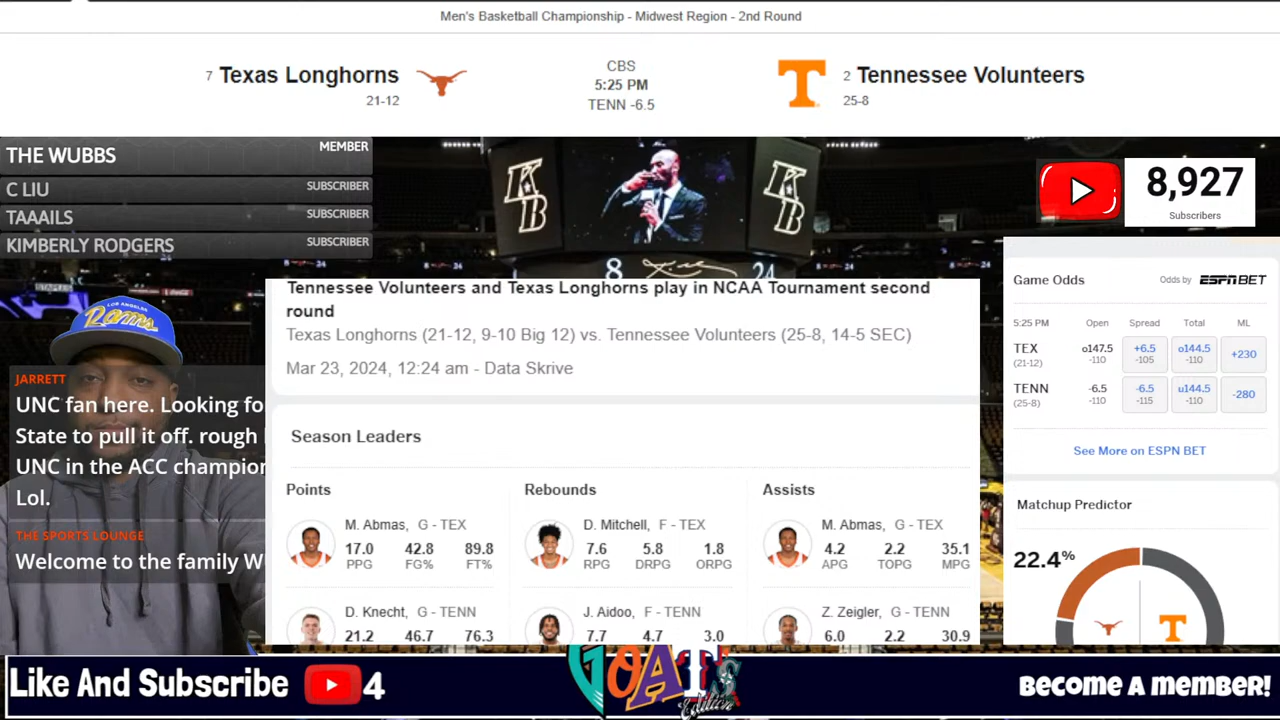 Men's Basketball Championship - Midwest Region - 2nd Round
7 Texas Longhorns
21-12
CBS
5:25 PM
TENN -6.5
2 Tennessee Volunteers
25-8
THE WUBBS MEMBER
C LIU SUBSCRIBER
TAAAILS SUBSCRIBER
KIMBERLY RODGERS SUBSCRIBER
KB
KB
8 24
8,927
Subscribers
Tennessee Volunteers and Texas Longhorns play in NCAA Tournament second
round
Texas Longhorns (21-12, 9-10 Big 12) vs. Tennessee Volunteers (25-8, 14-5 SEC)
Mar 23, 2024, 12:24 am - Data Skrive
Season Leaders
Points
M. Abmas, G - TEX
17.0 42.8 89.8
PPG FG% FT%
D. Knecht, G - TENN
21.2 46.7 76.3
Rebounds
D. Mitchell, F - TEX
7.6 5.8 1.8
RPG DRPG ORPG
J. Aidoo, F - TENN
7.7 4.7 3.0
Assists
M. Abmas, G - TEX
4.2 2.2 35.1
APG TOPG MPG
Z. Zeigler, G - TENN
6.0 2.2 30.9
Game Odds Odds by ESPN BET
5:25 PM Open Spread Total ML
TEX o147.5 +6.5 o144.5 +230
(21-12) -110 -105 -110
TENN -6.5 -6.5 u144.5 -280
(25-8) -110 -115 -110
See More on ESPN BET
Matchup Predictor
22.4%
T
LOS ANGELES
Rams
JARRETT
UNC fan here. Looking fo
State to pull it off. rough
UNC in the ACC champion
Lol.
THE SPORTS LOUNGE
Welcome to the family W
Like And Subscribe 4
GOATS
Edition
Become a member!